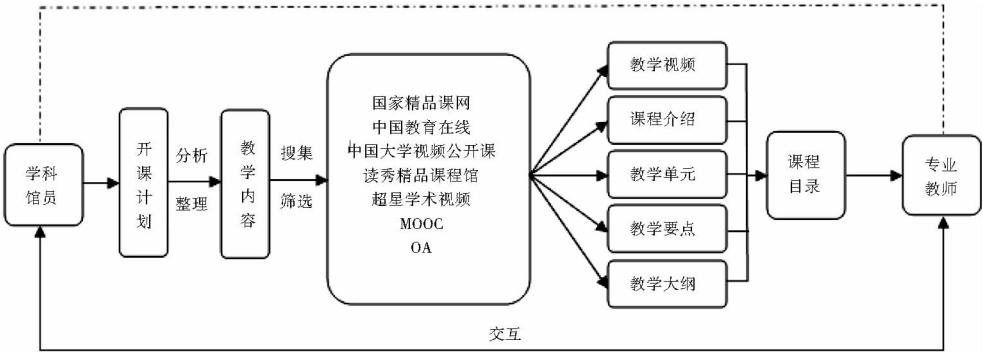 学科
馆员
开
课
计
划
分析
整理
教
学
内
容
搜集
筛选
国家精品课网
中国教育在线
中国大学视频公开课
读秀精品课程馆
超星学术视频
MOOC
OA
教学视频
课程介绍
教学单元
教学要点
教学大纲
课程
目录
专业
教师
交互